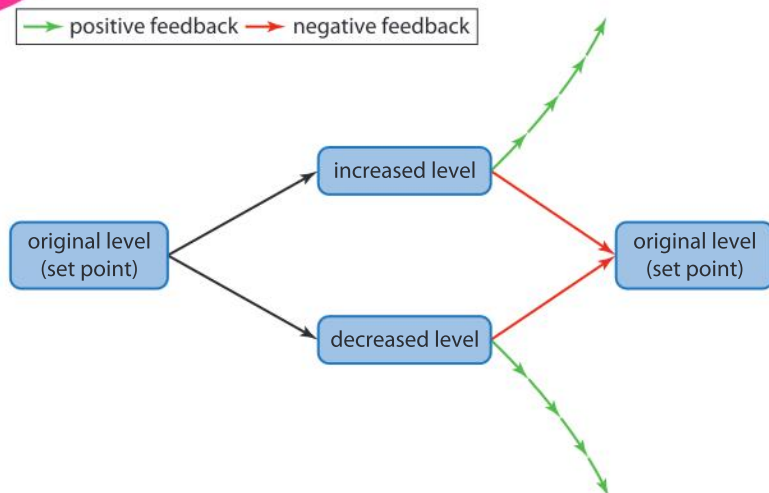 positive feedback negative feedback
increased level
original level
(set point)
original level
(set point)
decreased level